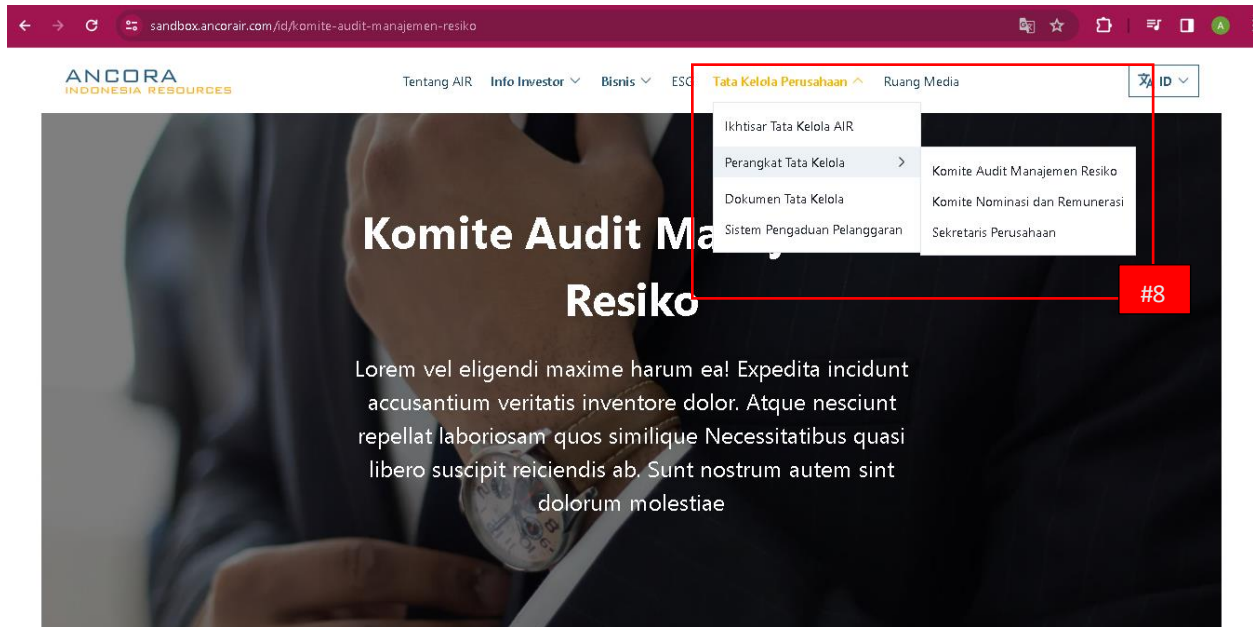 sandbox.ancorair.com/id/komite-audit-manajemen-resiko
A
ANCORA
INDONESIA RESOURCES
Tentang AIR Info Investor Bisnis ESG Tata Kelola Perusahaan Ruang Media
ID
Ikhtisar Tata Kelola AIR
Perangkat Tata Kelola
Dokumen Tata Kelola
Sistem Pengaduan Pelanggaran
Komite Audit Manajemen Resiko
Komite Nominasi dan Remunerasi
Sekretaris Perusahaan
#8
Komite Audit
Resiko
Lorem vel eligendi maxime harum ea! Expedita incidunt
accusantium veritatis inventore dolor. Atque nesciunt
repellat laboriosam quos similique Necessitatibus quasi
libero suscipit reiciendis ab. Sunt nostrum autem sint
dolorum molestiae